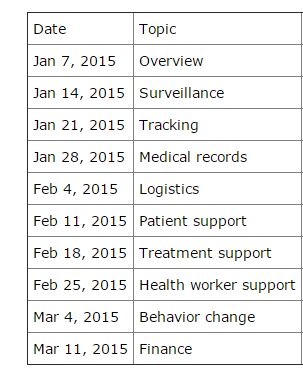 Date Topic
Jan 7, 2015 Overview
Jan 14, 2015 Surveillance
Jan 21, 2015 Tracking
Jan 28, 2015 Medical records
Feb 4, 2015 Logistics
Feb 11, 2015 Patient support
Feb 18, 2015 Treatment support
Feb 25, 2015 Health worker support
Mar 4, 2015 Behavior change
Mar 11, 2015 Finance